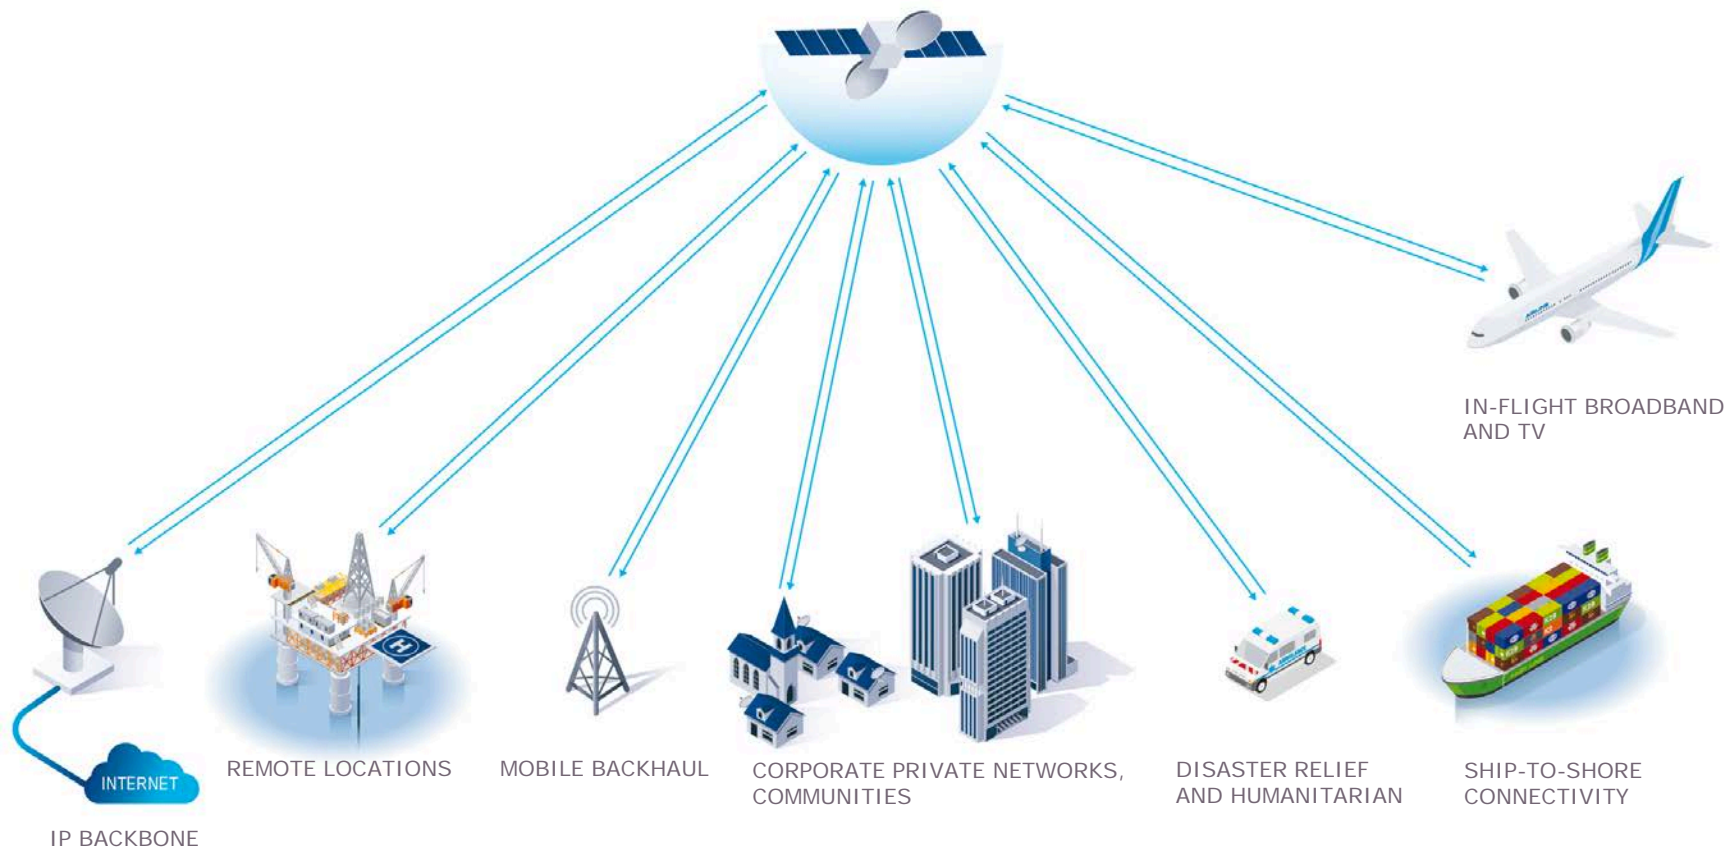 IN-FLIGHT BROADBAND
AND TV
INTERNET
IP BACKBONE
REMOTE LOCATIONS
MOBILE BACKHAUL
CORPORATE PRIVATE NETWORKS,
COMMUNITIES
DISASTER RELIEF
AND HUMANITARIAN
SHIP-TO-SHORE
CONNECTIVITY
H